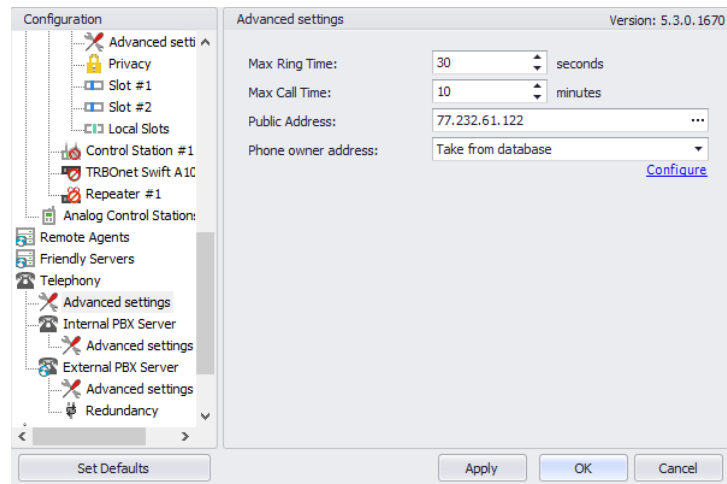 Configuration
Advanced setti
Privacy
Slot #1
Slot #2
Local Slots
Control Station #1
TRBOnet Swift A10
Repeater #1
Analog Control Station
Remote Agents
Friendly Servers
Telephony
Advanced settings
Internal PBX Server
Advanced settings
External PBX Server
Advanced settings
Redundancy
Set Defaults
Advanced settings Version: 5.3.0.1670
Max Ring Time: 30 seconds
Max Call Time: 10 minutes
Public Address: 77.232.61.122 ...
Phone owner address: Take from database
Configure
Apply OK Cancel